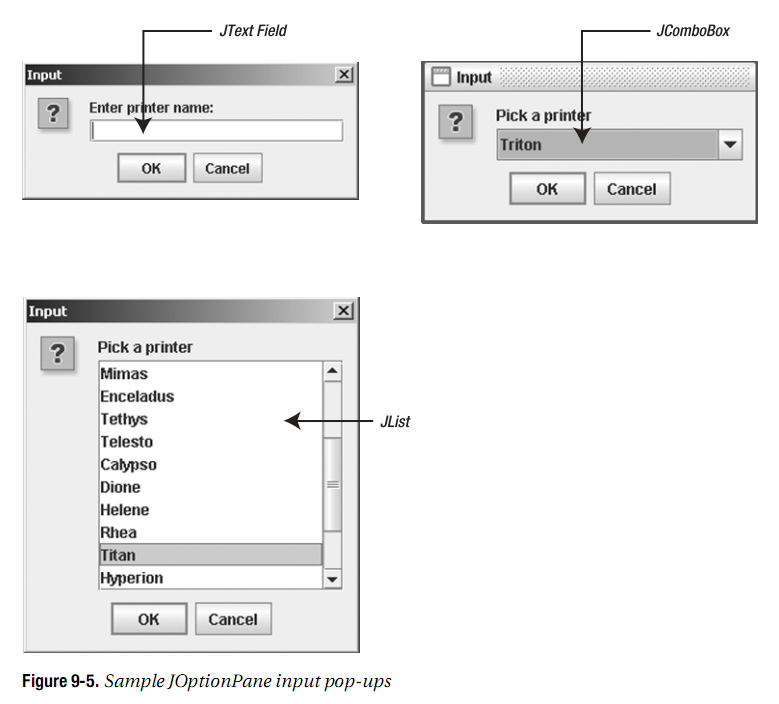 JText Field
Input
Enter printer name:
OK
Cancel
JComboBox
Input
Pick a printer
Triton
OK
Cancel
Input
Pick a printer
Mimas
Enceladus
Tethys
Telesto
Calypso
Dione
Helene
Rhea
Titan
Hyperion
OK
Cancel
JList
Figure 9-5. Sample JOptionPane input pop-ups